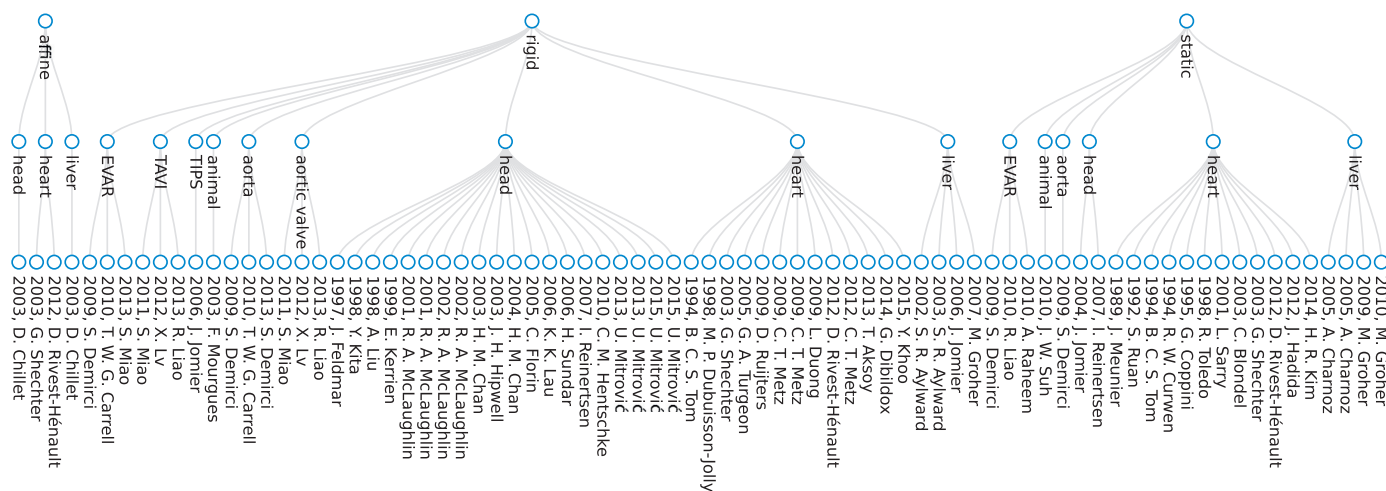 affine
rigid
static
head
heart
liver
EVAR
TAVI
TIPS
animal
aorta
aortic valve
head
heart
liver
EVAR
animal
aorta
head
heart
liver
2003, D. Chillet
2003, G. Shechter
2012, D. Rivest-Hénault
2003, D. Chillet
2009, S. Demirci
2010, T. W. G. Carrell
2013, S. Miao
2011, S. Miao
2012, X. Lv
2013, R. Liao
2006, J. Jomier
2003, F. Mourgues
2009, S. Demirci
2010, T. W. G. Carrell
2013, S. Demirci
2011, S. Miao
2012, X. Lv
2013, R. Liao
1997, J. Feldmar
1998, Y. Kita
1998, A. Liu
1999, E. Kerrien
2001, R. A. McLaughlin
2001, R. A. McLaughlin
2002, R. A. McLaughlin
2002, R. A. McLaughlin
2003, H. M. Chan
2003, J. H. Hipwell
2004, H. M. Chan
2005, C. Florin
2006, K. K. Lau
2006, H. Sundar
2007, I. Reinertsen
2010, C. M. Hentschke
2013, U. Mitrović
2013, U. Mitrović
2015, U. Mitrović
2015, U. Mitrović
1994, B. C. S. Tom
1998, M. P. Dubuisson-Jolly
2003, G. Shechter
2005, G. A. Turgeon
2009, D. Ruijters
2009, C. T. Metz
2009, L. Duong
2012, D. Rivest-Hénault
2012, C. T. Metz
2013, T. Aksoy
2014, G. Dibildox
2015, Y. Khoo
2002, S. R. Aylward
2003, S. R. Aylward
2006, J. Jomier
2007, M. Groher
2009, S. Demirci
2010, R. Liao
2010, A. Raheem
2010, J. W. Suh
2009, S. Demirci
2004, J. Jomier
2007, I. Reinertsen
1989, J. Meunier
1992, S. Ruan
1994, B. C. S. Tom
1994, R. W. Curwen
1995, G. Coppini
1998, R. Toledo
2001, L. Sarry
2003, C. Blondel
2003, G. Shechter
2012, D. Rivest-Hénault
2012, J. Hadida
2014, H. R. Kim
2005, A. Charnoz
2005, A. Charnoz
2009, M. Groher
2010, M. Groher